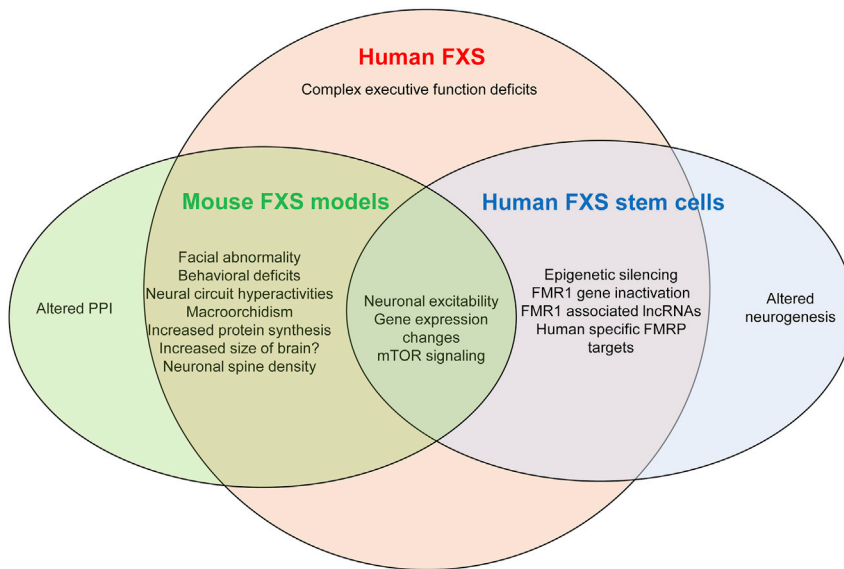 Human FXS
Complex executive function deficits
Mouse FXS models
Human FXS stem cells
Altered PPI
Facial abnormality
Behavioral deficits
Neural circuit hyperactivities
Macroorchidism
Increased protein synthesis
Increased size of brain?
Neuronal spine density
Neuronal excitability
Gene expression
changes
mTOR signaling
Epigenetic silencing
FMR1 gene inactivation
FMR1 associated lncRNAs
Human specific FMRP
targets
Altered
neurogenesis